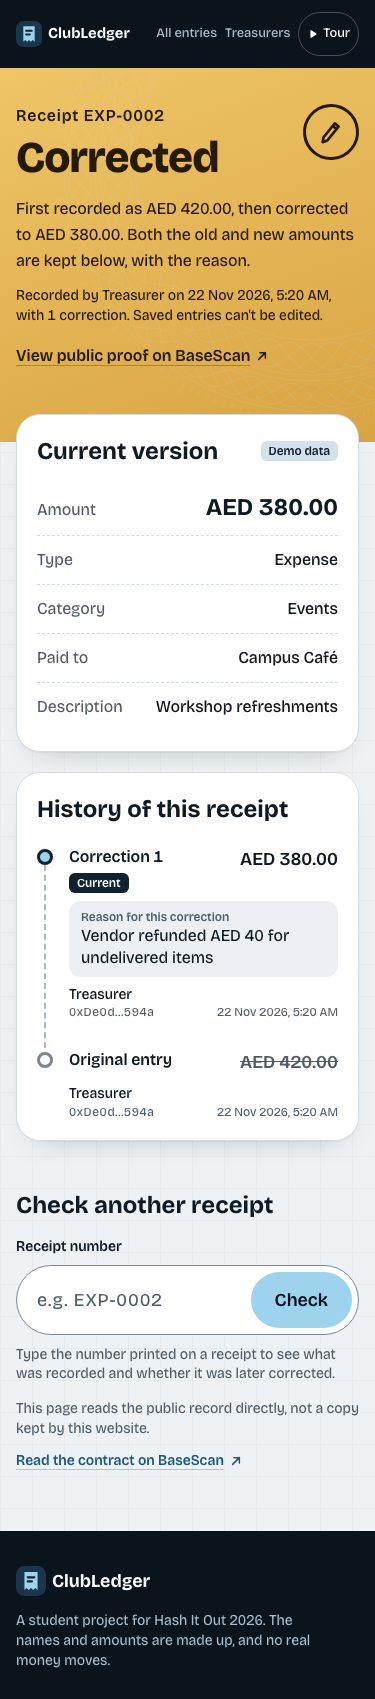 ClubLedger
All entries
Treasurers
Tour
Receipt EXP-0002
Corrected
First recorded as AED 420.00, then corrected
to AED 380.00. Both the old and new amounts
are kept below, with the reason.
Recorded by Treasurer on 22 Nov 2026, 5:20 AM,
with 1 correction. Saved entries can't be edited.
View public proof on BaseScan ↗
Current version
Demo data
Amount AED 380.00
Type Expense
Category Events
Paid to Campus Café
Description Workshop refreshments
History of this receipt
Correction 1 AED 380.00
Current
Reason for this correction
Vendor refunded AED 40 for
undelivered items
Treasurer
0xDe0d…594a 22 Nov 2026, 5:20 AM
Original entry AED 420.00
Treasurer
0xDe0d…594a 22 Nov 2026, 5:20 AM
Check another receipt
Receipt number
e.g. EXP-0002
Check
Type the number printed on a receipt to see what
was recorded and whether it was later corrected.
This page reads the public record directly, not a copy
kept by this website.
Read the contract on BaseScan ↗
ClubLedger
A student project for Hash It Out 2026. The
names and amounts are made up, and no real
money moves.